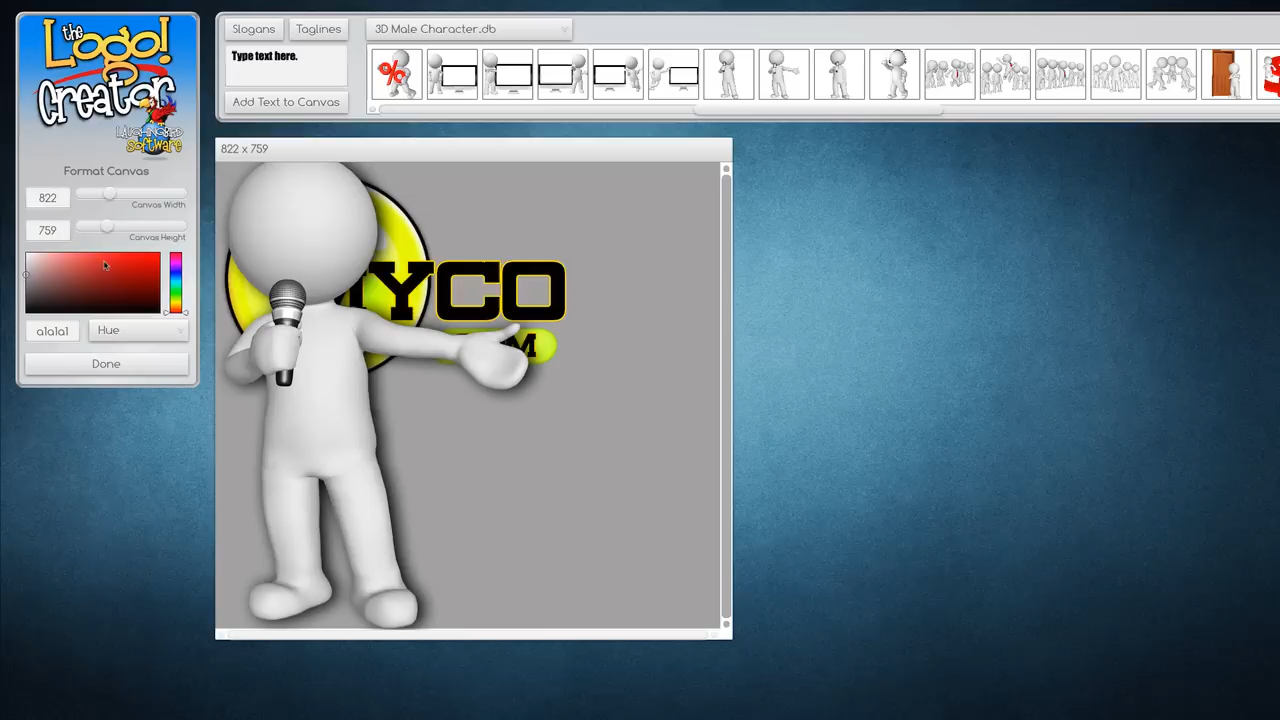 the
Logo!
Creator
LAUGHINGBIRD
SOFTWARE
Format Canvas
822
Canvas Width
759
Canvas Height
a1a1a1
Hue
Done
Slogans
Taglines
3D Male Character.db
Type text here.
Add Text to Canvas
%
822 x 759
YCO
M